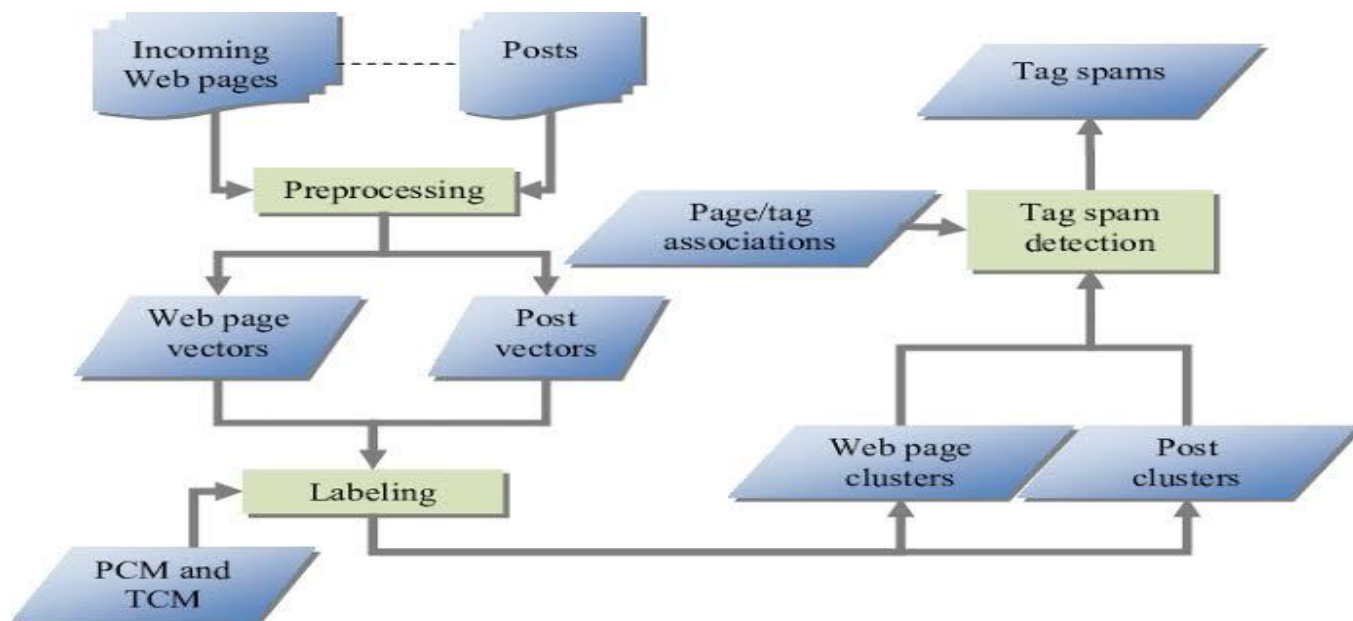 Incoming
Web pages
Posts
Tag spams
Preprocessing
Page/tag
associations
Tag spam
detection
Web page
vectors
Post
vectors
Web page
clusters
Post
clusters
Labeling
PCM and
TCM